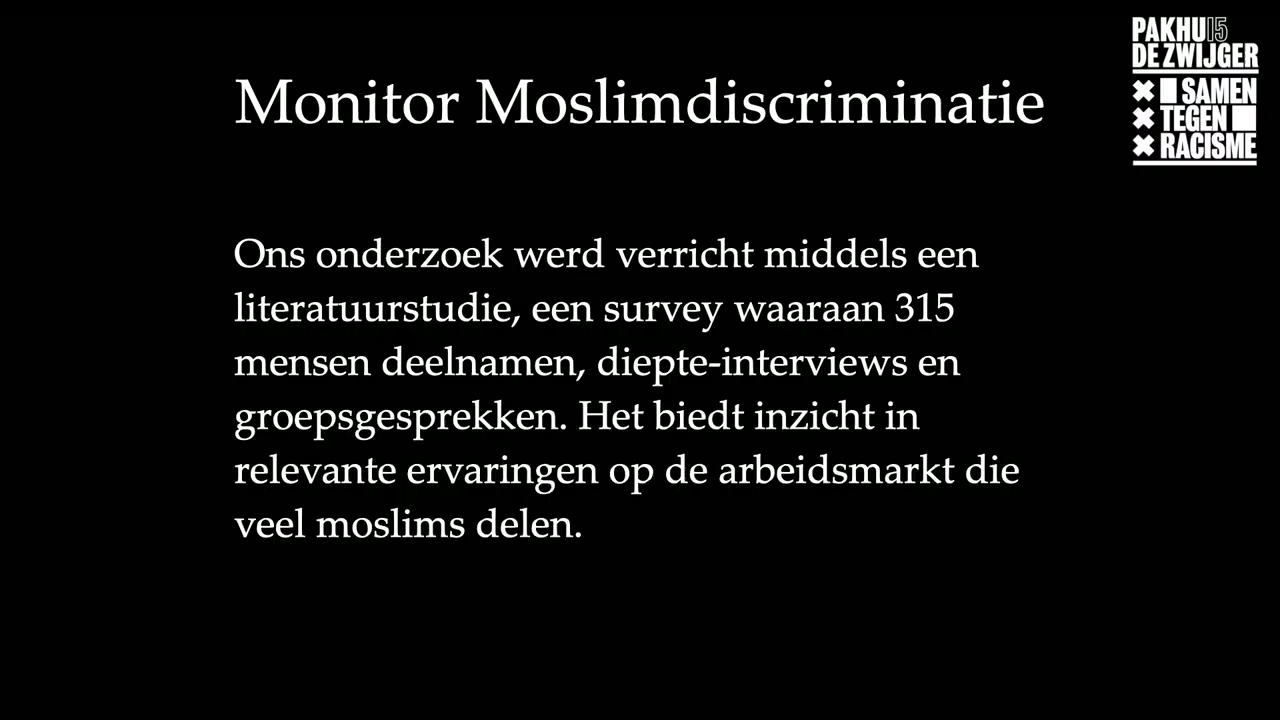 Monitor Moslimdiscriminatie
Ons onderzoek werd verricht middels een
literatuurstudie, een survey waaraan 315
mensen deelnamen, diepte-interviews en
groepsgesprekken. Het biedt inzicht in
relevante ervaringen op de arbeidsmarkt die
veel moslims delen.
PAKHU15
DE ZWIJGER
SAMEN
TEGEN
RACISME